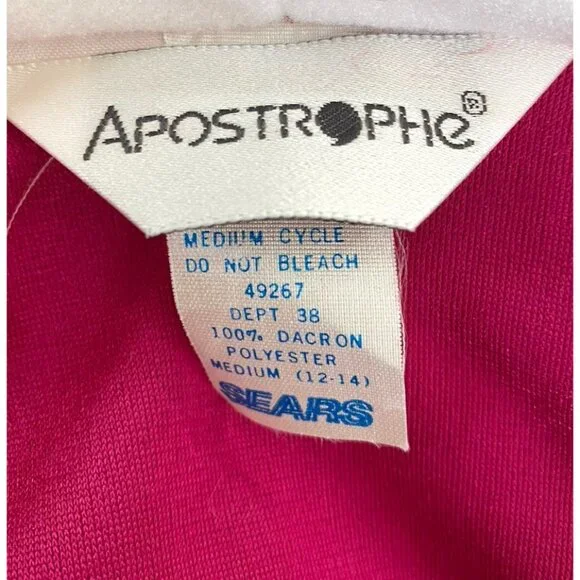 APOSTROPHE®
MEDIUM CYCLE
DO NOT BLEACH
49267
DEPT 38
100% DACRON
POLYESTER
MEDIUM (12-14)
SEARS